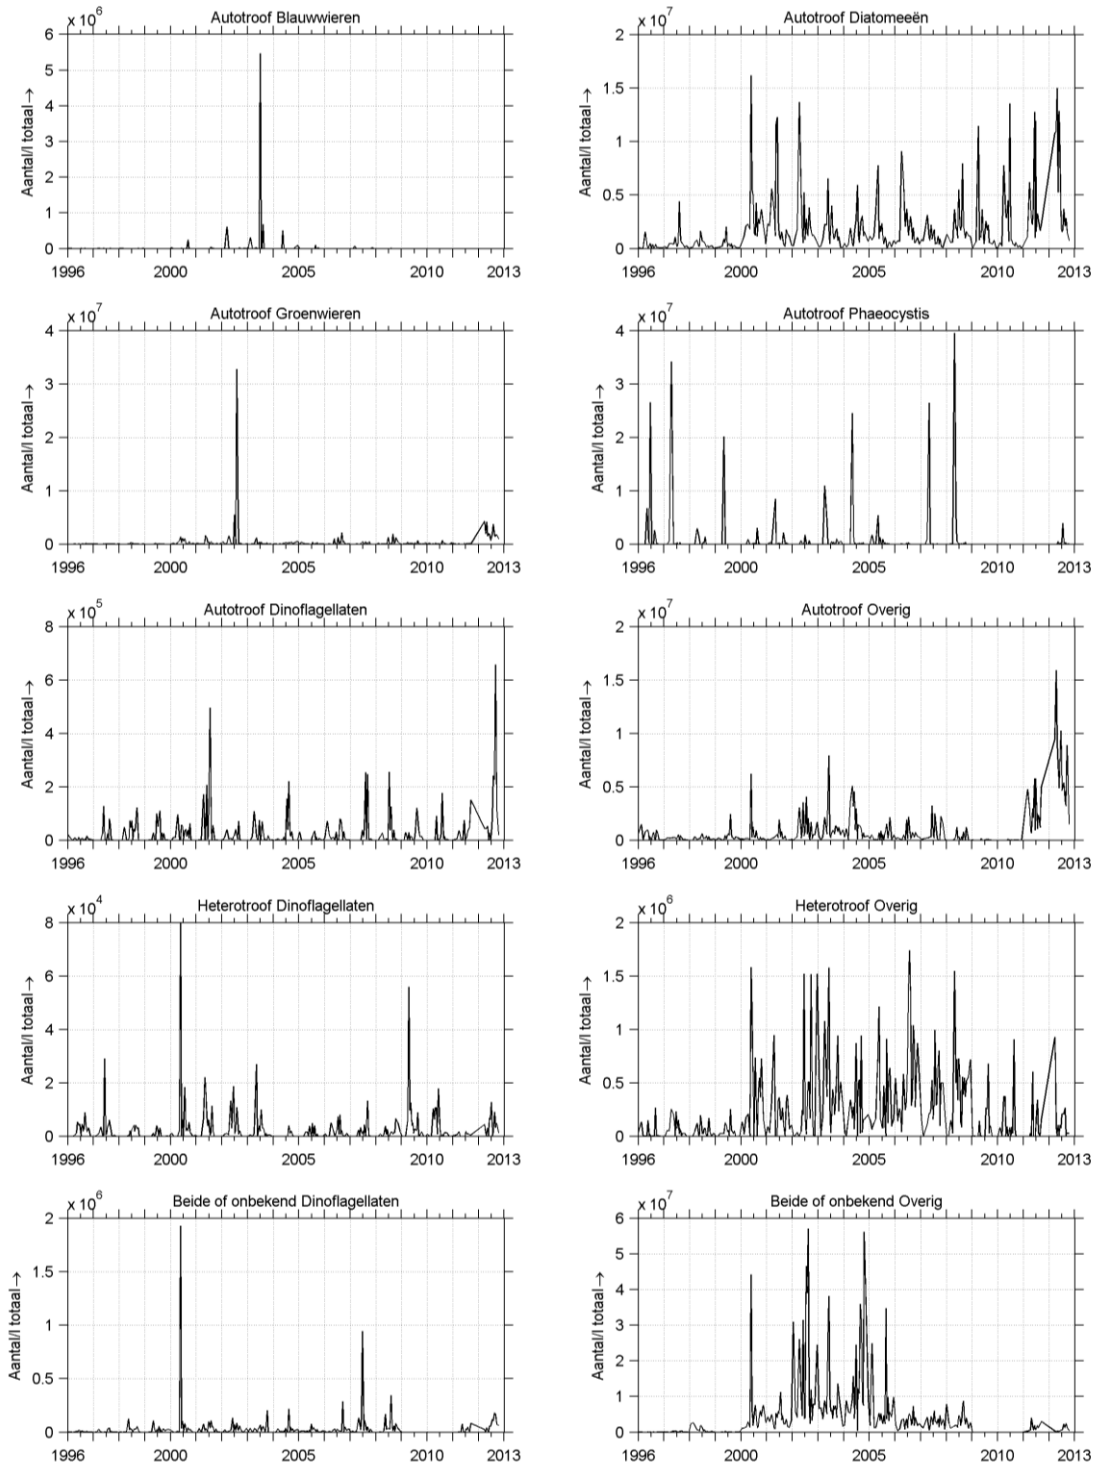 Autotroof Blauwwieren
x 10^6
6
5
4
3
2
1
0
Aantal/l totaal→
1996 2000 2005 2010 2013
Autotroof Diatomeeën
x 10^7
2
1.5
1
0.5
0
Aantal/l totaal→
1996 2000 2005 2010 2013
Autotroof Groenwieren
x 10^7
4
3
2
1
0
Aantal/l totaal→
1996 2000 2005 2010 2013
Autotroof Phaeocystis
x 10^7
4
3
2
1
0
Aantal/l totaal→
1996 2000 2005 2010 2013
Autotroof Dinoflagellaten
x 10^5
8
6
4
2
0
Aantal/l totaal→
1996 2000 2005 2010 2013
Autotroof Overig
x 10^7
2
1.5
1
0.5
0
Aantal/l totaal→
1996 2000 2005 2010 2013
Heterotroof Dinoflagellaten
x 10^4
8
6
4
2
0
Aantal/l totaal→
1996 2000 2005 2010 2013
Heterotroof Overig
x 10^6
2
1.5
1
0.5
0
Aantal/l totaal→
1996 2000 2005 2010 2013
Beide of onbekend Dinoflagellaten
x 10^6
2
1.5
1
0.5
0
Aantal/l totaal→
1996 2000 2005 2010 2013
Beide of onbekend Overig
x 10^7
6
5
4
3
2
1
0
Aantal/l totaal→
1996 2000 2005 2010 2013